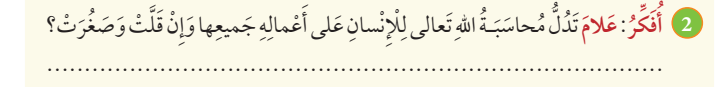 2 أُفَكِّرُ: عَلامَ تَدُلُّ مُحاسَبَةُ اللهِ تَعالى لِلْإِنْسانِ عَلى أَعْمالِهِ جَميعِها وَإِنْ قَلَّتْ وَصَغُرَتْ؟
................................................................................